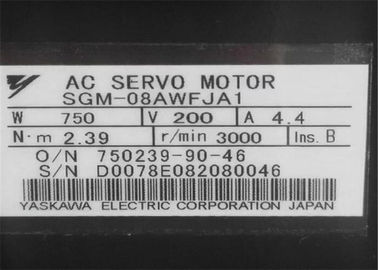 AC SERVO MOTOR
SGM-08AWFJA1
W 750 V 200 A 4.4
N·m 2.39 r/min 3000 Ins. B
O/N 750239-90-46
S/N D0078E082080046
YASKAWA ELECTRIC CORPORATION JAPAN